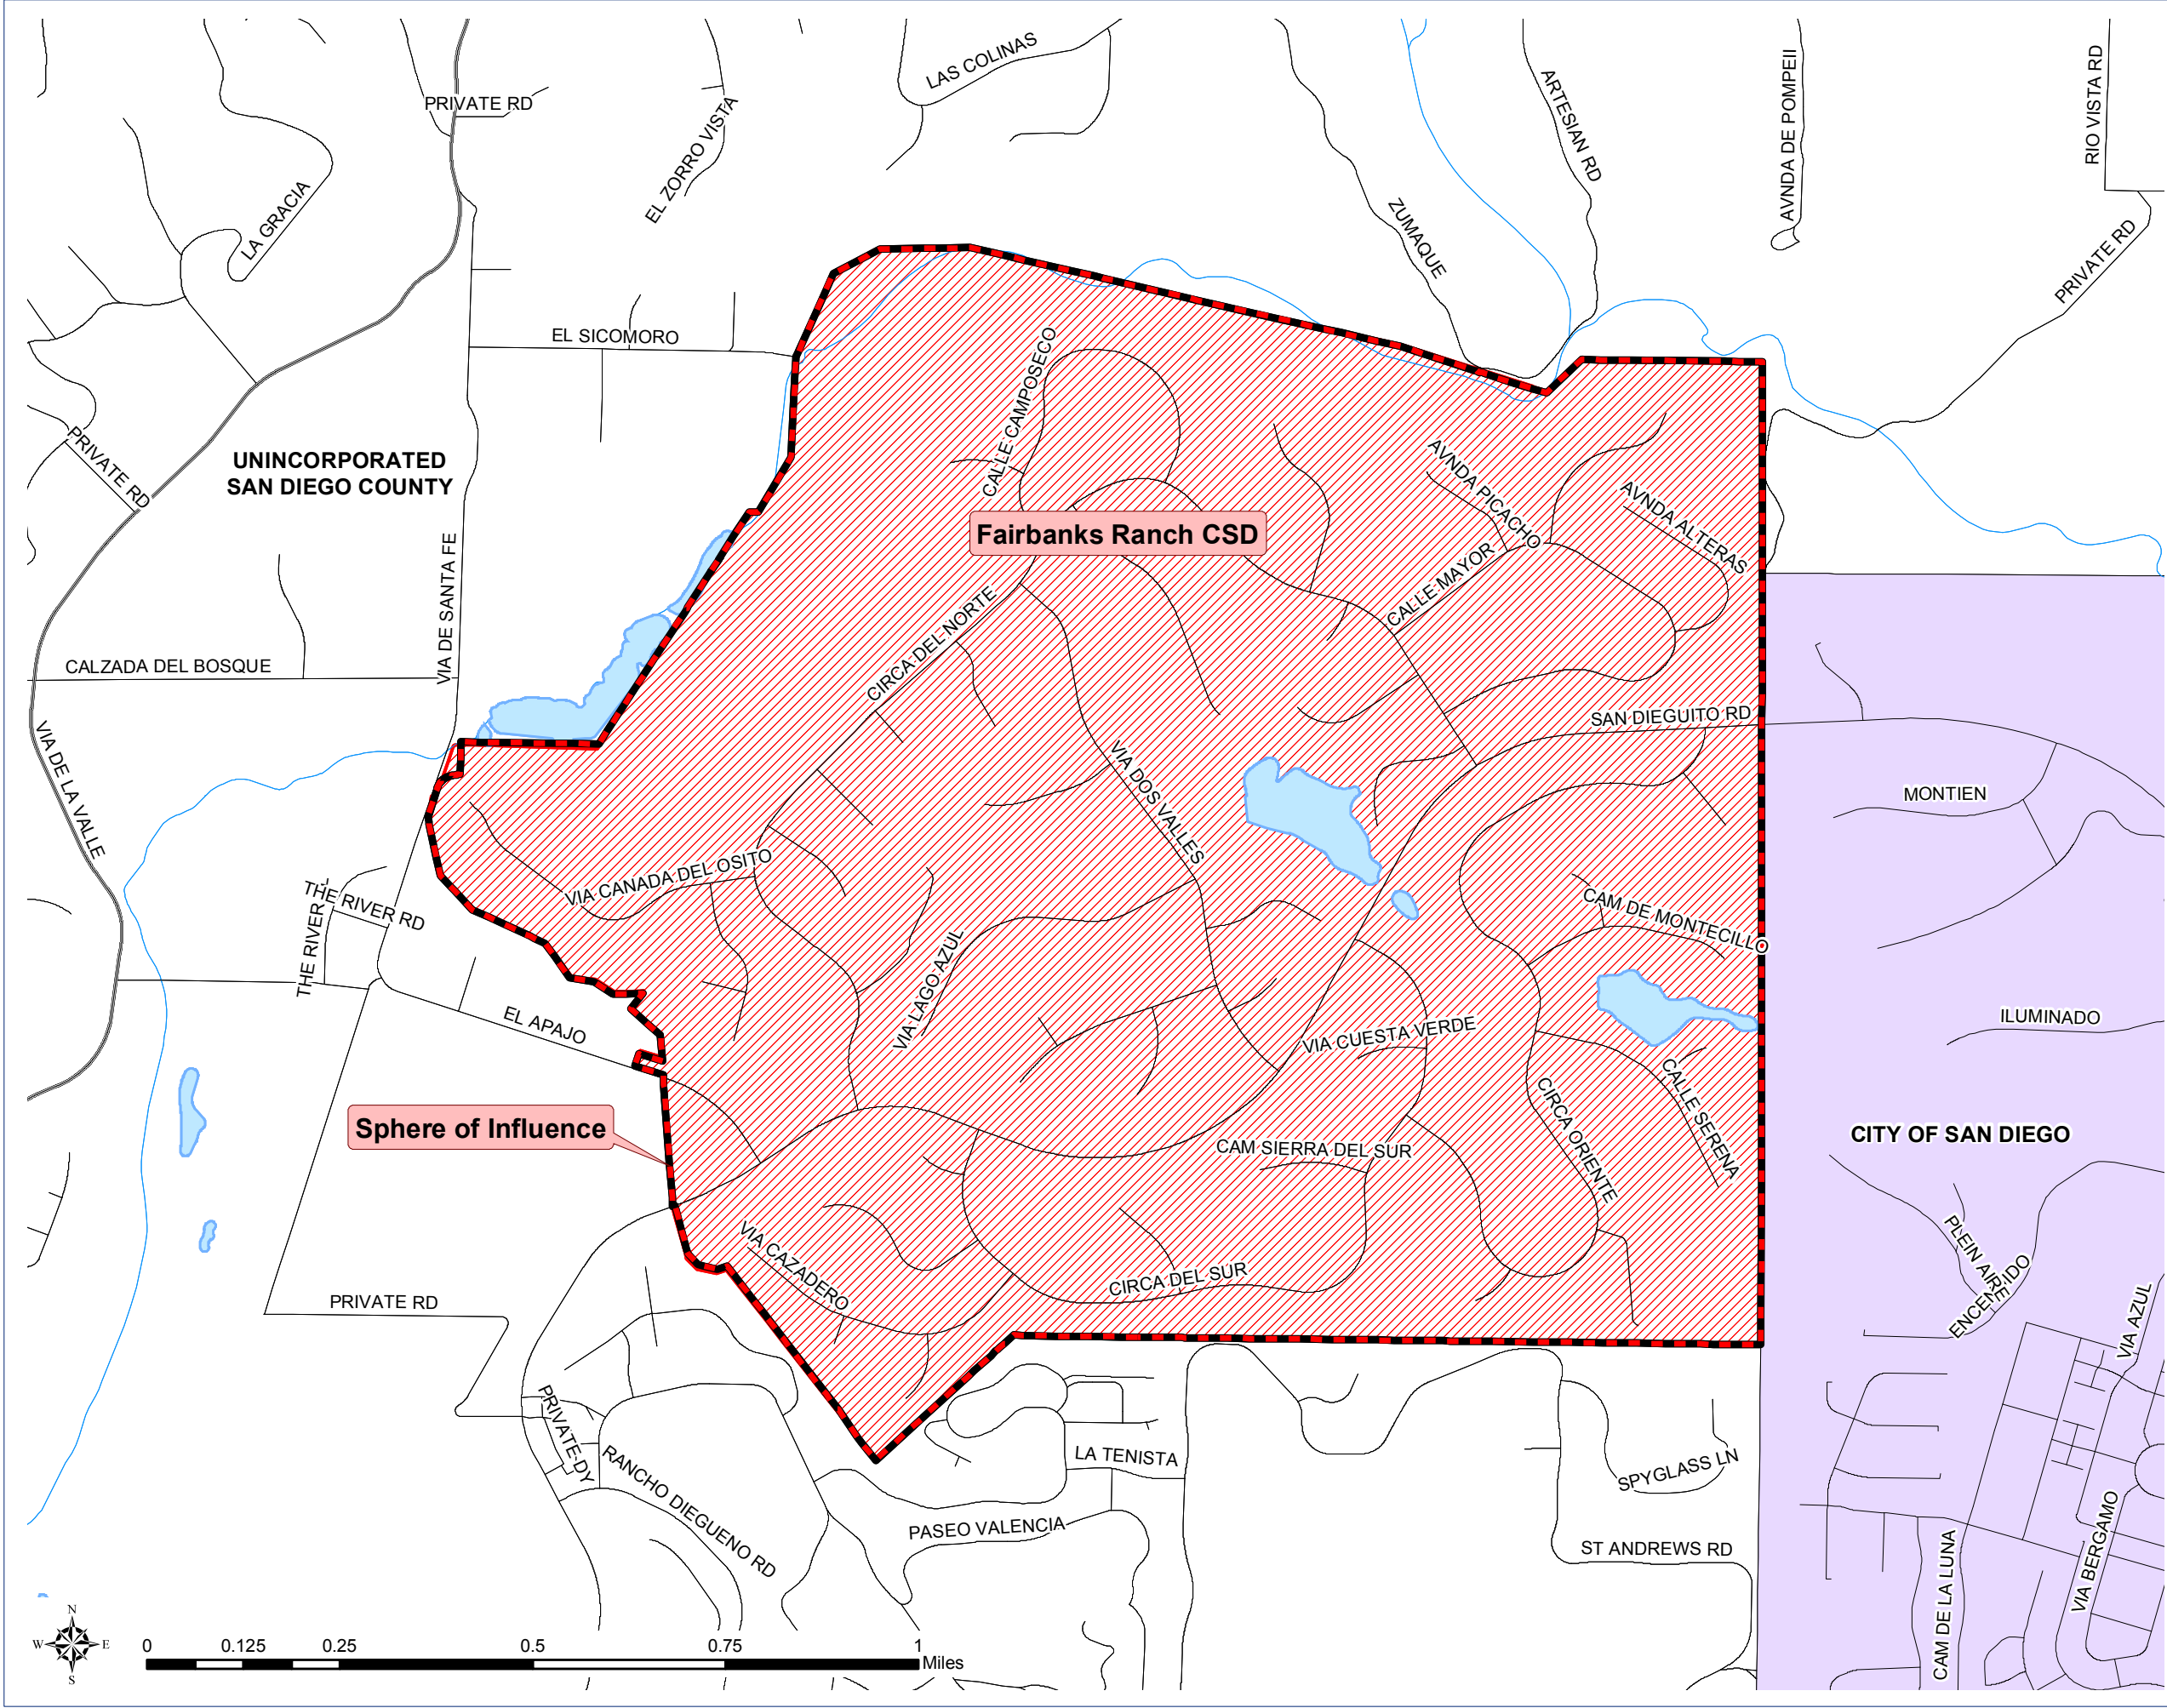 LAS COLINAS
PRIVATE RD
EL ZORRO VISTA
ARTESIAN RD
AVNDA DE POMPEII
RIO VISTA RD
LA GRACIA
ZUMAQUE
PRIVATE RD
EL SICOMORO
CALLE CAMPOSECO
PRIVATE RD
UNINCORPORATED
SAN DIEGO COUNTY
AVNDA PICACHO
AVNDA ALTERAS
Fairbanks Ranch CSD
VIA DE SANTA FE
CALLE MAYOR
CIRCA DEL NORTE
CALZADA DEL BOSQUE
SAN DIEGUITO RD
VIA DE LA VALLE
VIA DOS VALLES
MONTIEN
VIA CANADA DEL OSITO
THE RIVER RD
THE RIVER
CAM DE MONTECILLO
VIA LAGO AZUL
EL APAJO
ILUMINADO
VIA CUESTA VERDE
CALLE SERENA
CIRCA ORIENTE
Sphere of Influence
CAM SIERRA DEL SUR
CITY OF SAN DIEGO
PLEIN AIRE
ENCENDIDO
VIA CAZADERO
CIRCA DEL SUR
PRIVATE RD
VIA AZUL
PRIVATE DY
RANCHO DIEGUENO RD
LA TENISTA
SPYGLASS LN
PASEO VALENCIA
ST ANDREWS RD
VIA BERGAMO
CAM DE LA LUNA
N
W E
S
0 0.125 0.25 0.5 0.75 1
Miles